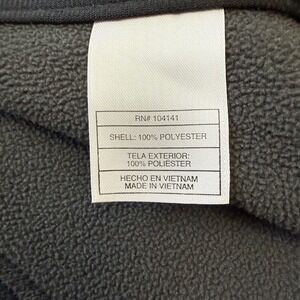 RN# 104141
SHELL: 100% POLYESTER
TELA EXTERIOR:
100% POLIÉSTER
HECHO EN VIETNAM
MADE IN VIETNAM